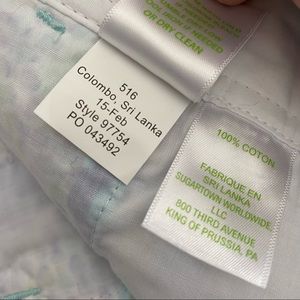 OR DRY CLEAN
516
Colombo, Sri Lanka
15-Feb
Style 97754
PO 043492
100% COTON
FABRIQUE EN
SRI LANKA
SUGARTOWN WORLDWIDE
LLC
800 THIRD AVENUE
KING OF PRUSSIA, PA